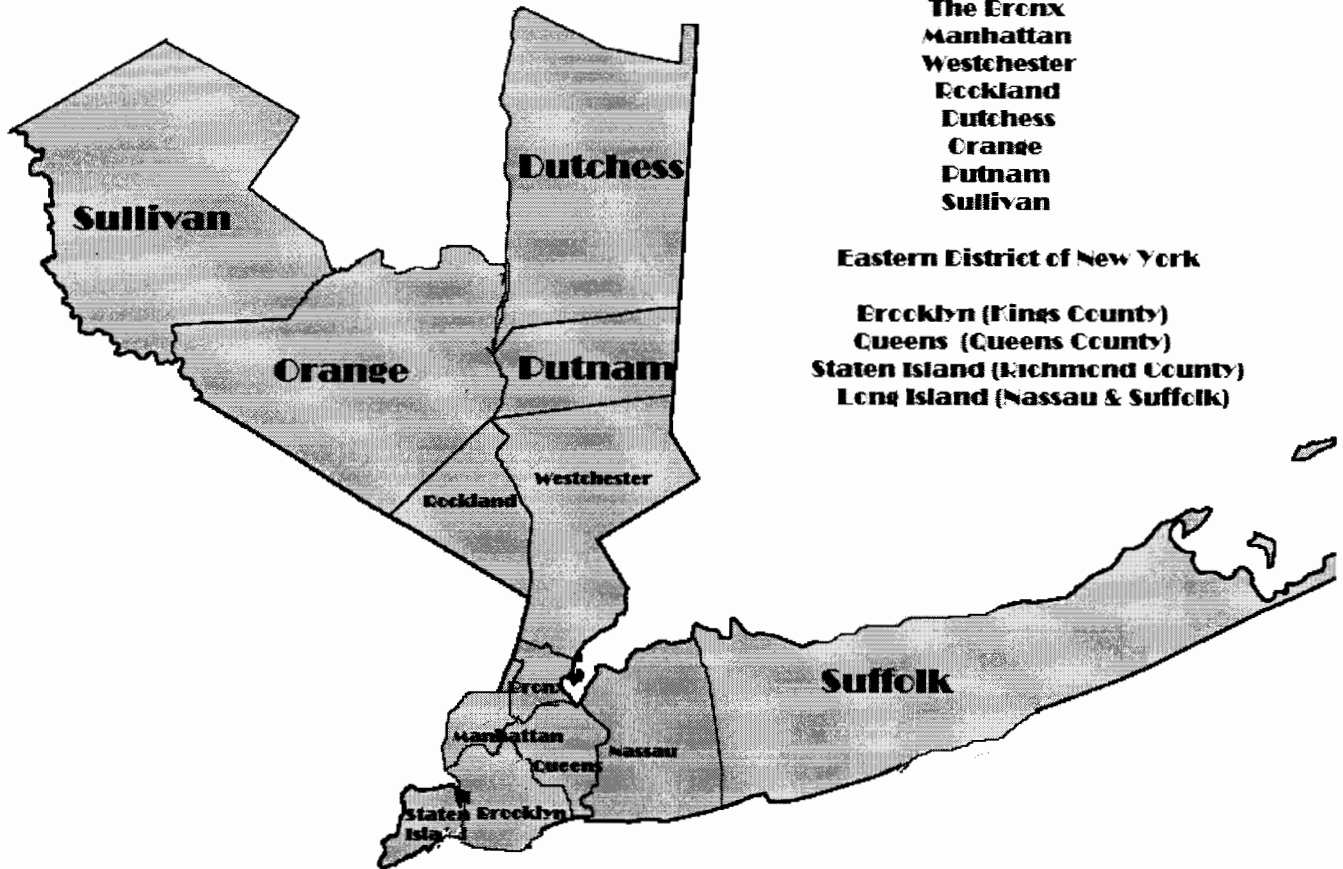 The Bronx
Manhattan
Westchester
Rockland
Dutchess
Orange
Putnam
Sullivan
Eastern District of New York
Brooklyn (Kings County)
Queens (Queens County)
Staten Island (Richmond County)
Long Island (Nassau & Suffolk)
Dutchess
Sullivan
Orange
Putnam
Westchester
Rockland
Bronx
Suffolk
Manhattan
Nassau
Queens
Staten Brooklyn
Island